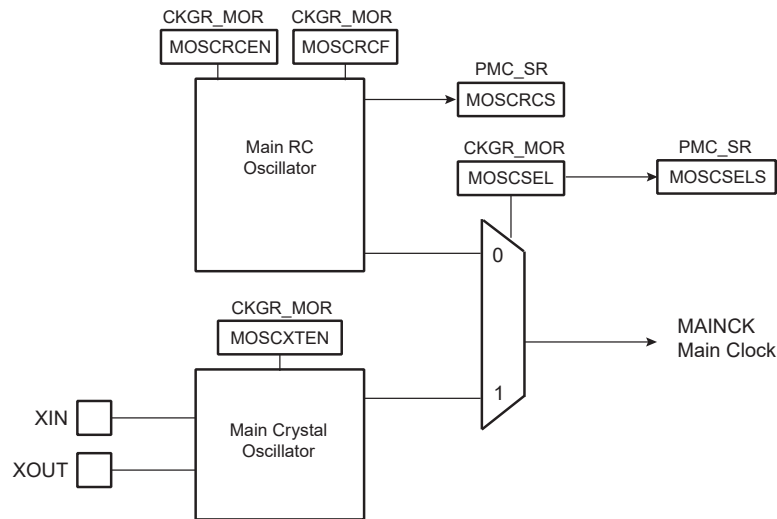 CKGR_MOR CKGR_MOR
MOSCRCEN MOSCRCF
PMC_SR
MOSCRCS
Main RC
Oscillator
CKGR_MOR PMC_SR
MOSCSEL MOSCSELS
0
CKGR_MOR
MOSCXTEN
MAINCK
Main Clock
1
XIN
Main Crystal
Oscillator
XOUT